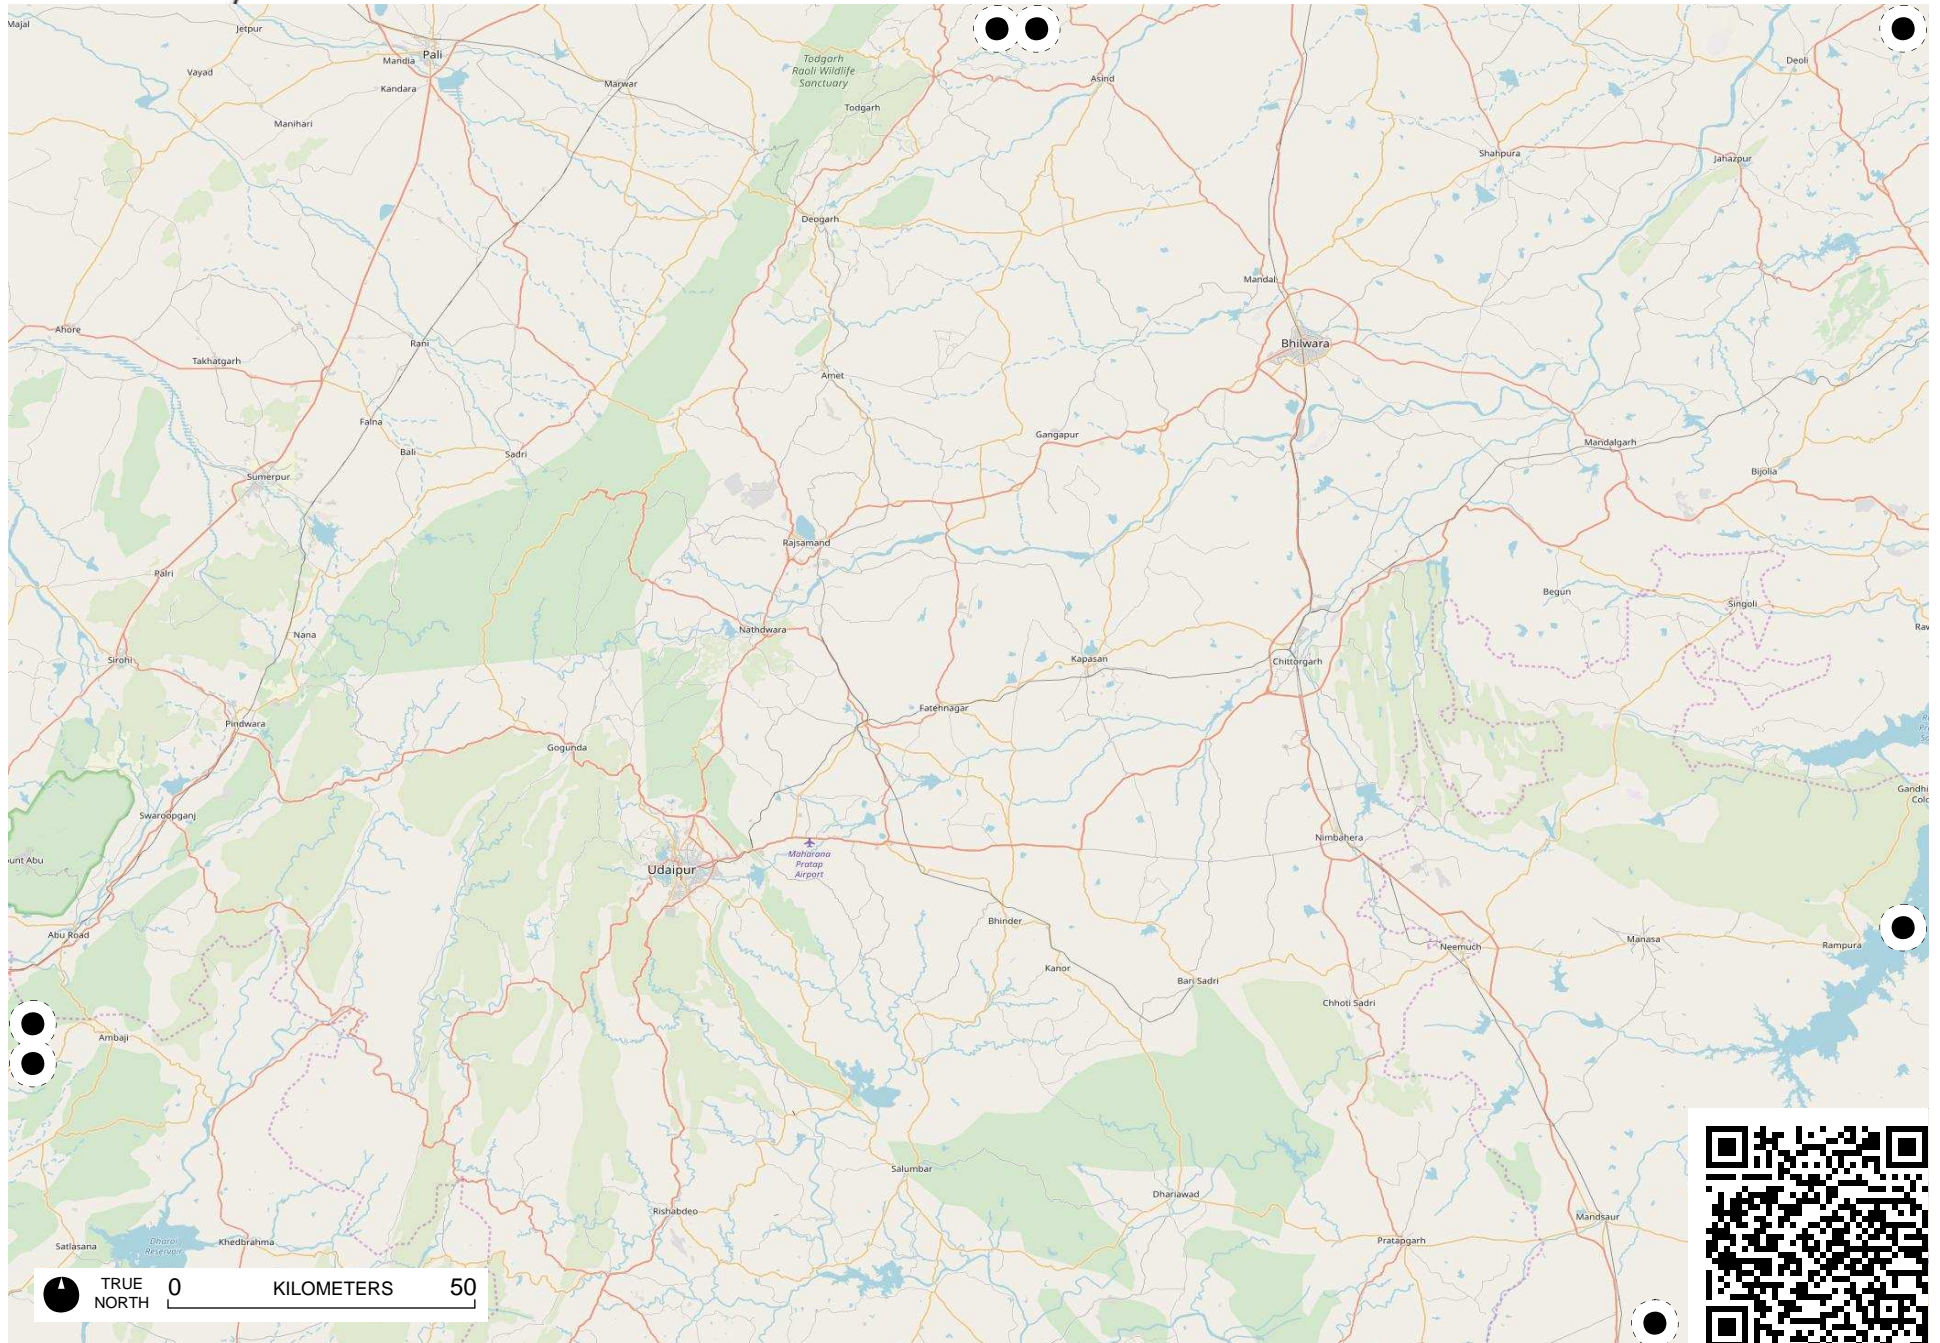 Majal
Jetpur
Pali
Mandia
Vayad
Kandara
Marwar
Manihari
Todgarh
Raoli Wildlife
Sanctuary
Todgarh
Asind
Deoli
Shahpura
Jahazpur
Deogarh
Mandal
Ahore
Rani
Takhatgarh
Bhilwara
Amet
Falna
Bali
Sadri
Gangapur
Mandalgarh
Bijolia
Sumerpur
Rajsamand
Palri
Begun
Singoli
Nana
Nathdwara
Sirohi
Kapasan
Chittorgarh
Pindwara
Fatehnagar
Gogunda
Swaroopganj
Nimbahera
Udaipur
Maharana
Pratap
Airport
Abu Road
Bhinder
Neemuch
Manasa
Rampura
Kanor
Bari Sadri
Chhoti Sadri
Ambaji
Salumbar
Dhariawad
Rishabdeo
Mandsaur
Pratapgarh
Satlasana
Dharoi
Reservoir
Khedbrahma
TRUE
NORTH
0 KILOMETERS 50